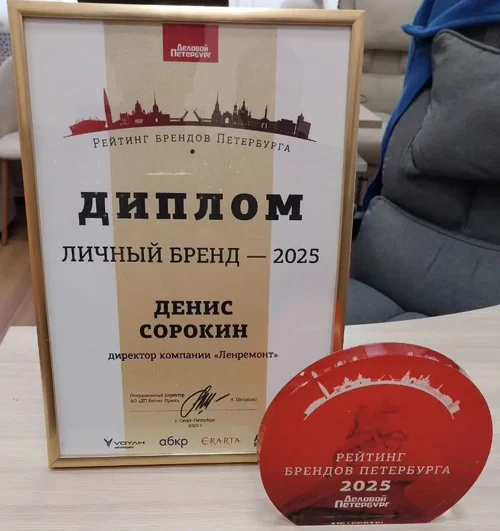 Деловой
Петербург
РЕЙТИНГ БРЕНДОВ ПЕТЕРБУРГА
ДИПЛОМ
ЛИЧНЫЙ БРЕНД — 2025
ДЕНИС
СОРОКИН
директор компании «Ленремонт»
г. Санкт-Петербург
VOYAH
абкр
ERARTA
РЕЙТИНГ
БРЕНДОВ ПЕТЕРБУРГА
2025
Деловой
Петербург